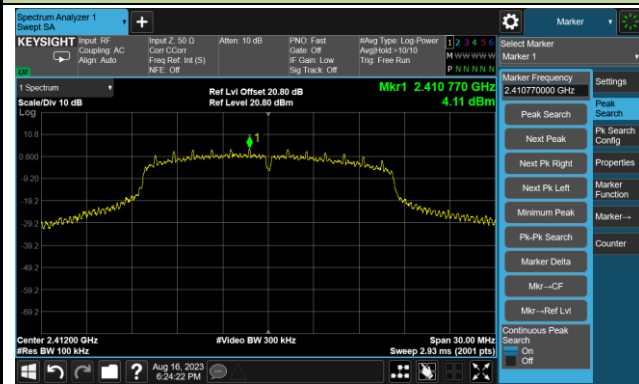 Spectrum Analyzer 1
Swept SA
+
Marker
KEYSIGHT
Input: RF
Coupling: AC
Align: Auto
Input Z: 50 Ω
Corr CCorr
Freq Ref: Int (S)
NFE: Off
Atten: 10 dB
PNO: Fast
Gate: Off
IF Gain: Low
Sig Track: Off
#Avg Type: Log-Power
Avg|Hold:>10/10
Trig: Free Run
1 2 3 4 5 6
M W W W W W
P N N N N N
LXI
Select Marker
Marker 1
1 Spectrum
Scale/Div 10 dB
Log
Ref Lvl Offset 20.80 dB
Ref Level 20.80 dBm
Mkr1 2.410 770 GHz
4.11 dBm
1
10.8
0.800
-9.20
-19.2
-29.2
-39.2
-49.2
-59.2
-69.2
Center 2.41200 GHz
#Res BW 100 kHz
#Video BW 300 kHz
Span 30.00 MHz
Sweep 2.93 ms (2001 pts)
Marker Frequency
2.410770000 GHz
Peak Search
Next Peak
Next Pk Right
Next Pk Left
Minimum Peak
Pk-Pk Search
Marker Delta
Mkr→CF
Mkr→Ref Lvl
Continuous Peak
Search
On
Off
Settings
Peak
Search
Pk Search
Config
Properties
Marker
Function
Marker→
Counter
?
Aug 16, 2023
6:24:22 PM